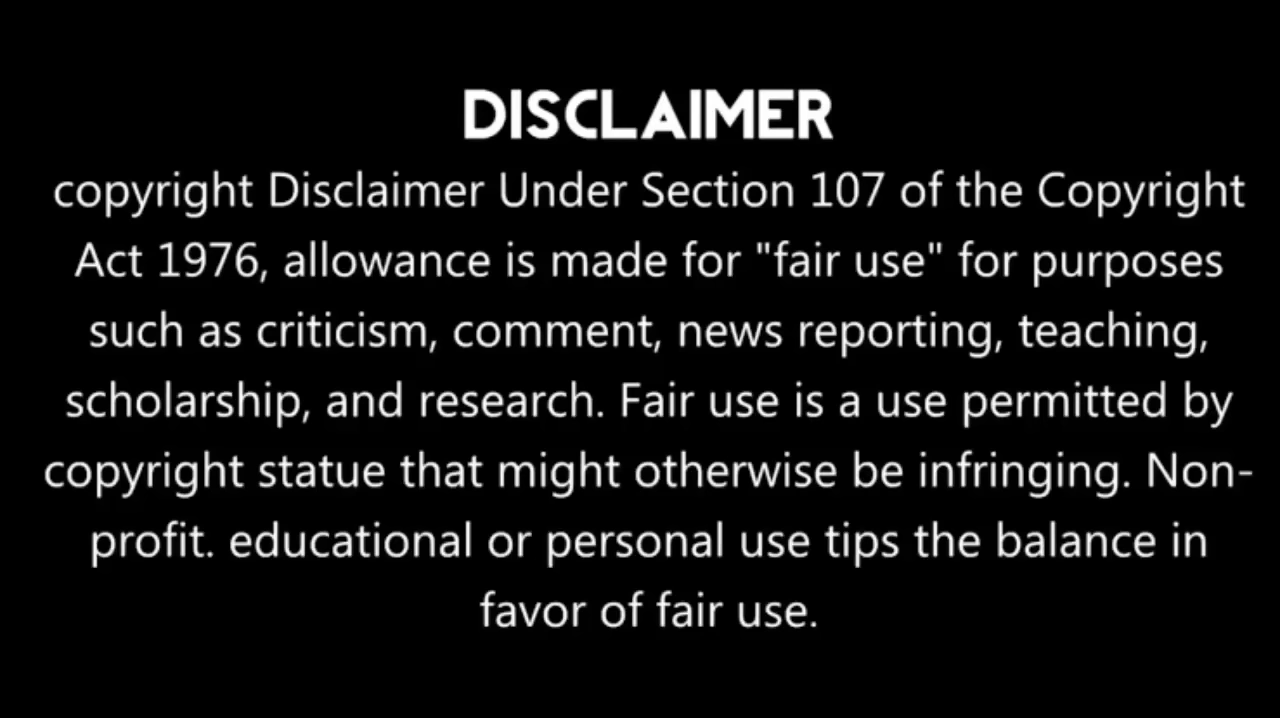 DISCLAIMER
copyright Disclaimer Under Section 107 of the Copyright
Act 1976, allowance is made for "fair use" for purposes
such as criticism, comment, news reporting, teaching,
scholarship, and research. Fair use is a use permitted by
copyright statue that might otherwise be infringing. Non-
profit. educational or personal use tips the balance in
favor of fair use.